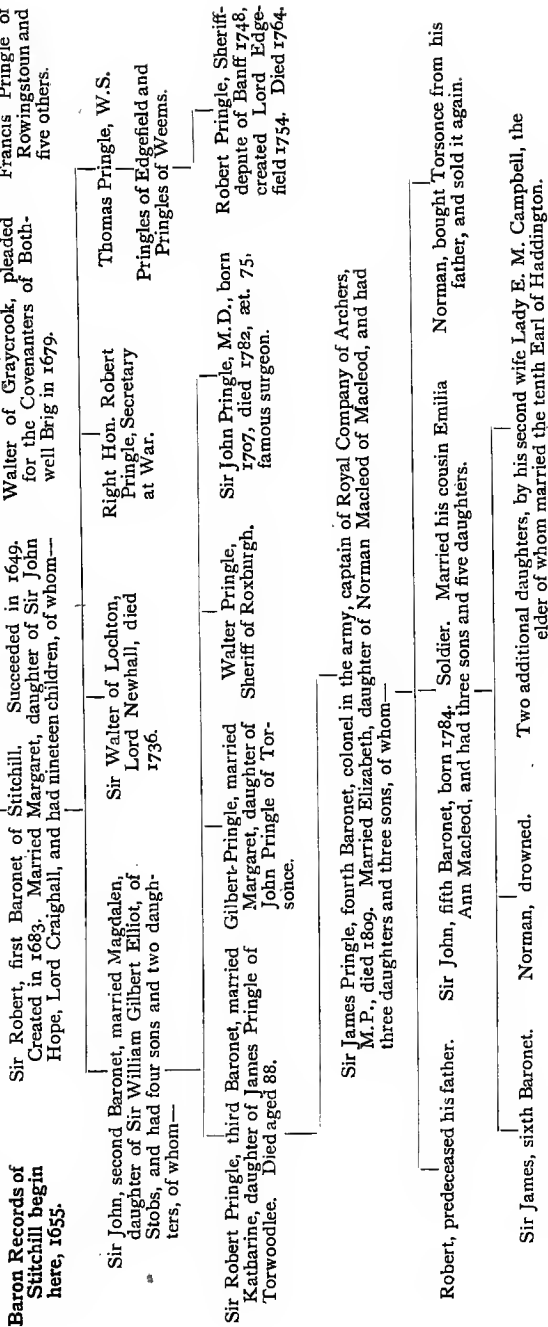 Baron Records of
Stitchill begin
here, 1655.
Sir Robert, first Baronet of Stitchill. Succeeded in 1649.
Created in 1683. Married Margaret, daughter of Sir John
Hope, Lord Craighall, and had nineteen children, of whom—
Walter of Graycrook, pleaded
for the Covenanters of Both-
well Brig in 1679.
Francis Pringle of
Rowingstoun and
five others.
Sir John, second Baronet, married Magdalen,
daughter of Sir William Gilbert Elliot, of
Stobs, and had four sons and two daugh-
ters, of whom—
Sir Walter of Lochton,
Lord Newhall, died
1736.
Right Hon. Robert
Pringle, Secretary
at War.
Thomas Pringle, W.S.
Pringles of Edgefield and
Pringles of Weems.
Sir Robert Pringle, third Baronet, married
Katharine, daughter of James Pringle of
Torwoodlee. Died aged 88.
Gilbert-Pringle, married
Margaret, daughter of
John Pringle of Tor-
sonce.
Walter Pringle,
Sheriff of Roxburgh.
Sir John Pringle, M.D., born
1707, died 1782, æt. 75,
famous surgeon.
Robert Pringle, Sheriff-
depute of Banff 1748,
created Lord Edge-
field 1754. Died 1764.
Sir James Pringle, fourth Baronet, colonel in the army, captain of Royal Company of Archers,
M.P., died 1809. Married Elizabeth, daughter of Norman Macleod of Macleod, and had
three daughters and three sons, of whom—
Robert, predeceased his father.
Sir John, fifth Baronet, born 1784. Soldier. Married his cousin Emilia
Ann Macleod, and had three sons and five daughters.
Norman, bought Torsonce from his
father, and sold it again.
Sir James, sixth Baronet.
Norman, drowned.
Two additional daughters, by his second wife Lady E. M. Campbell, the
elder of whom married the tenth Earl of Haddington.